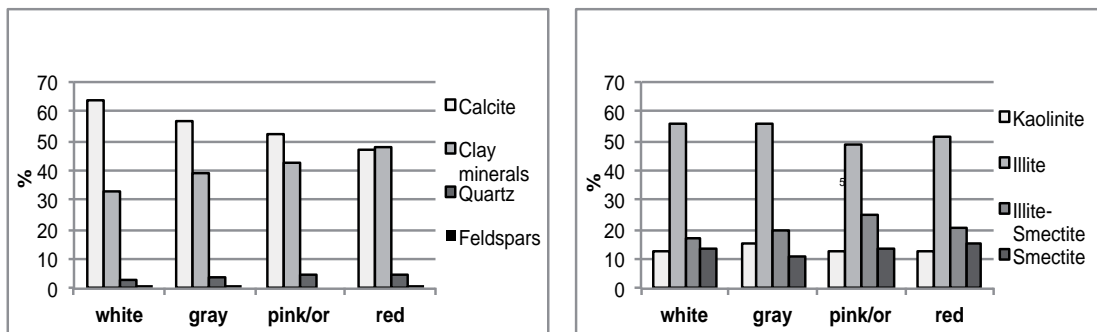 70
60
50
40
30
20
10
0
%
white gray pink/or red
Calcite
Clay
minerals
Quartz
Feldspars
70
60
50
40
30
20
10
0
%
5
white gray pink/or red
Kaolinite
Illite
Illite-
Smectite
Smectite